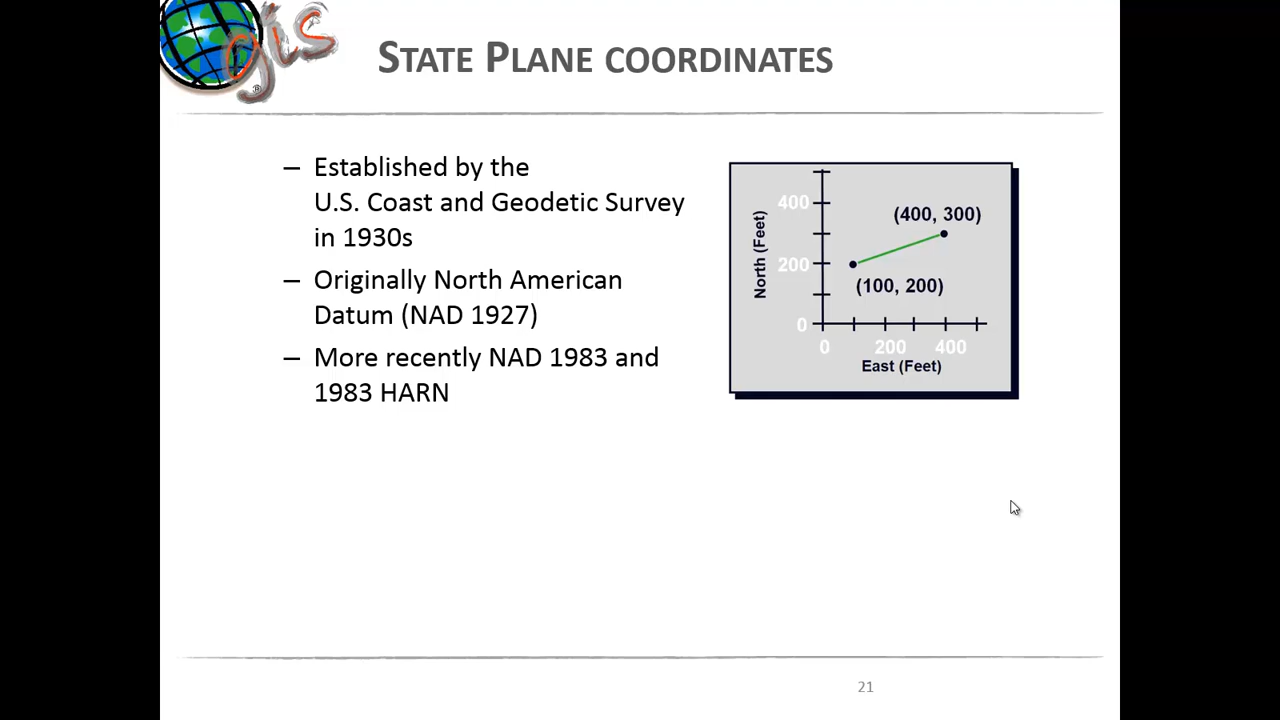 gis
®
STATE PLANE COORDINATES
– Established by the
U.S. Coast and Geodetic Survey
in 1930s
– Originally North American
Datum (NAD 1927)
– More recently NAD 1983 and
1983 HARN
North (Feet)
400
200
0
(400, 300)
(100, 200)
0 200 400
East (Feet)
21